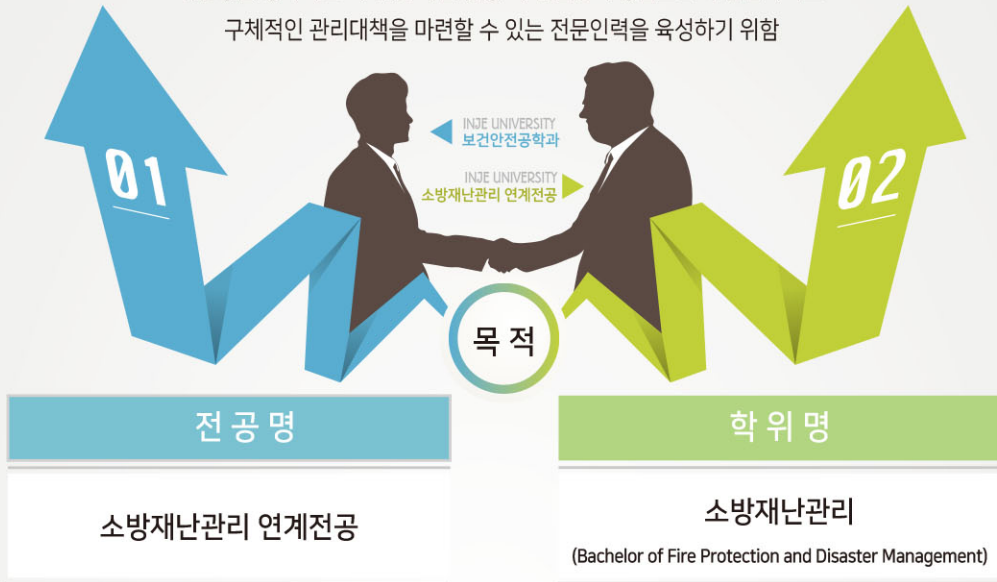 구체적인 관리대책을 마련할 수 있는 전문인력을 육성하기 위함
INJE UNIVERSITY
보건안전공학과
INJE UNIVERSITY
소방재난관리 연계전공
01
02
목적
전공명
학위명
소방재난관리 연계전공
소방재난관리
(Bachelor of Fire Protection and Disaster Management)